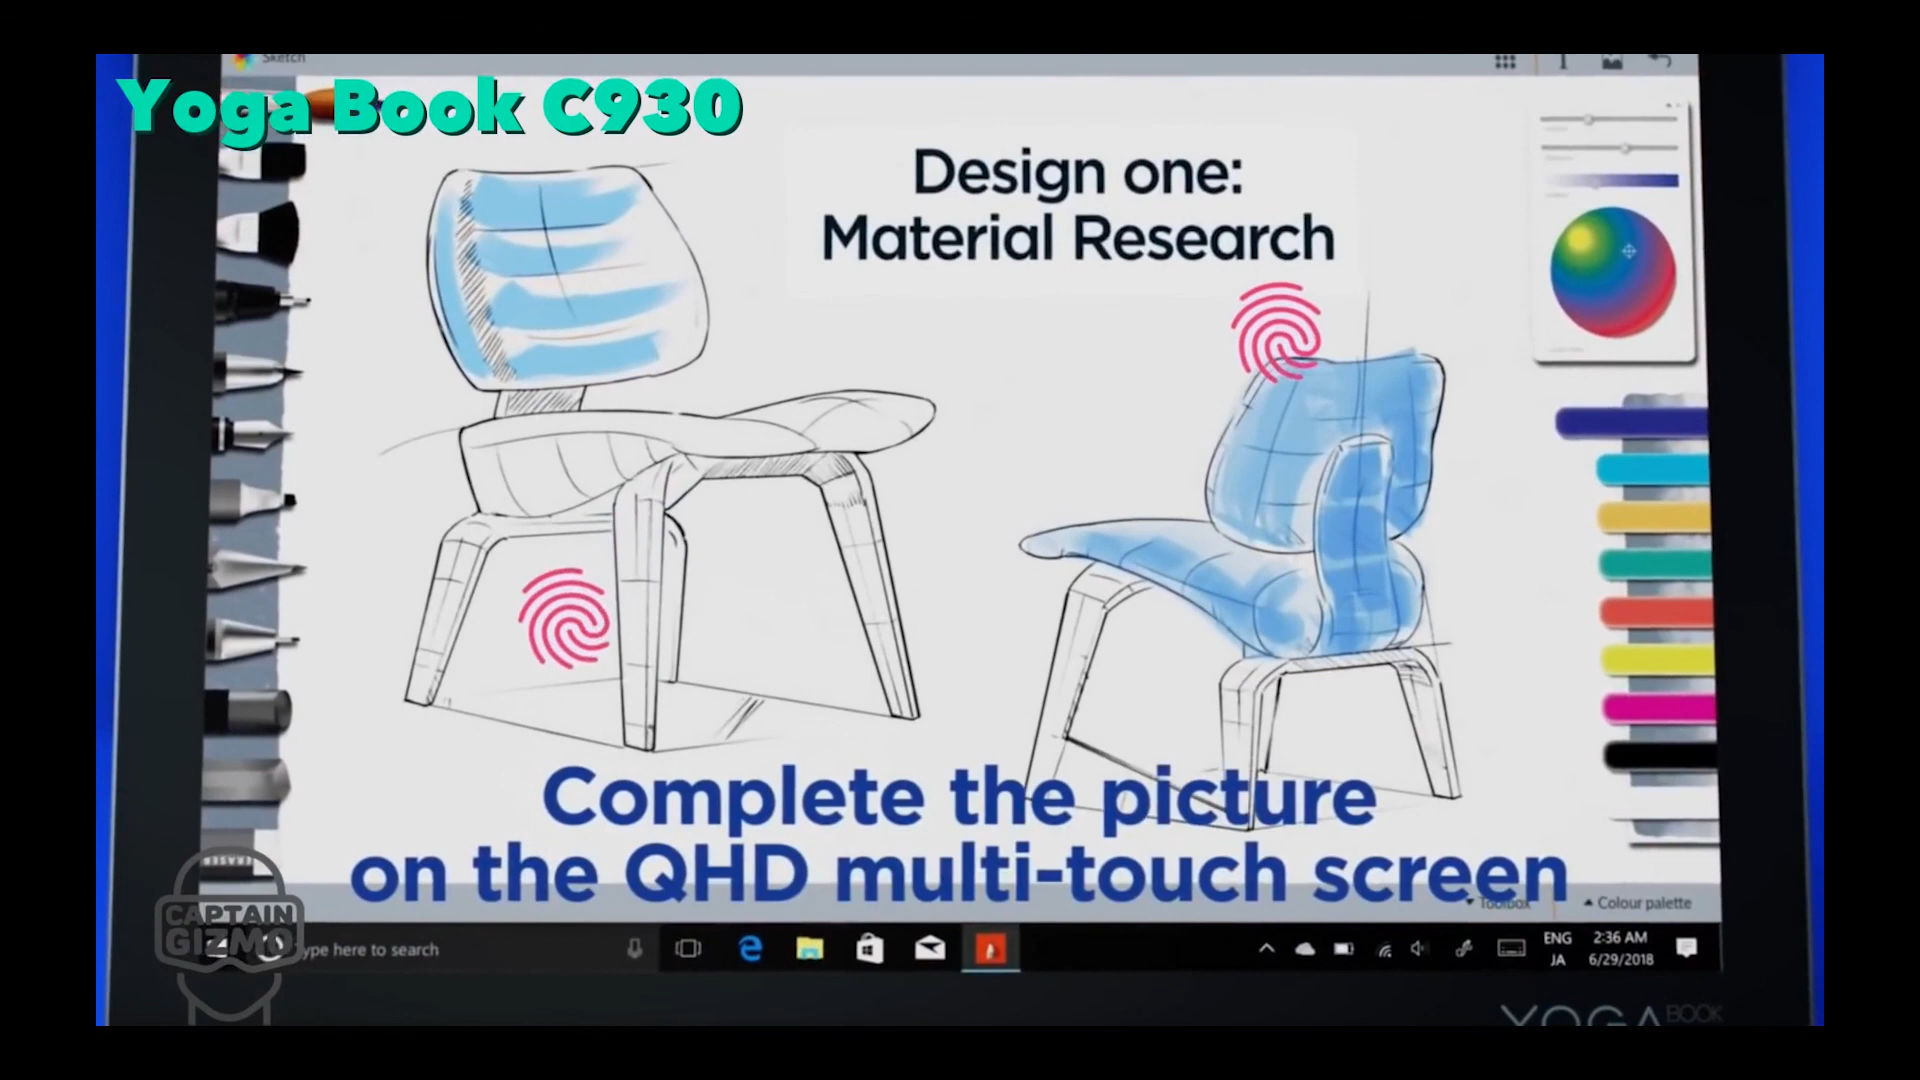 Sketch
Yoga Book C930
Design one:
Material Research
Complete the picture
on the QHD multi-touch screen
Toolbox
Colour palette
Type here to search
ENG
JA
2:36 AM
6/29/2018
CAPTAIN
GIZMO
YOGA BOOK